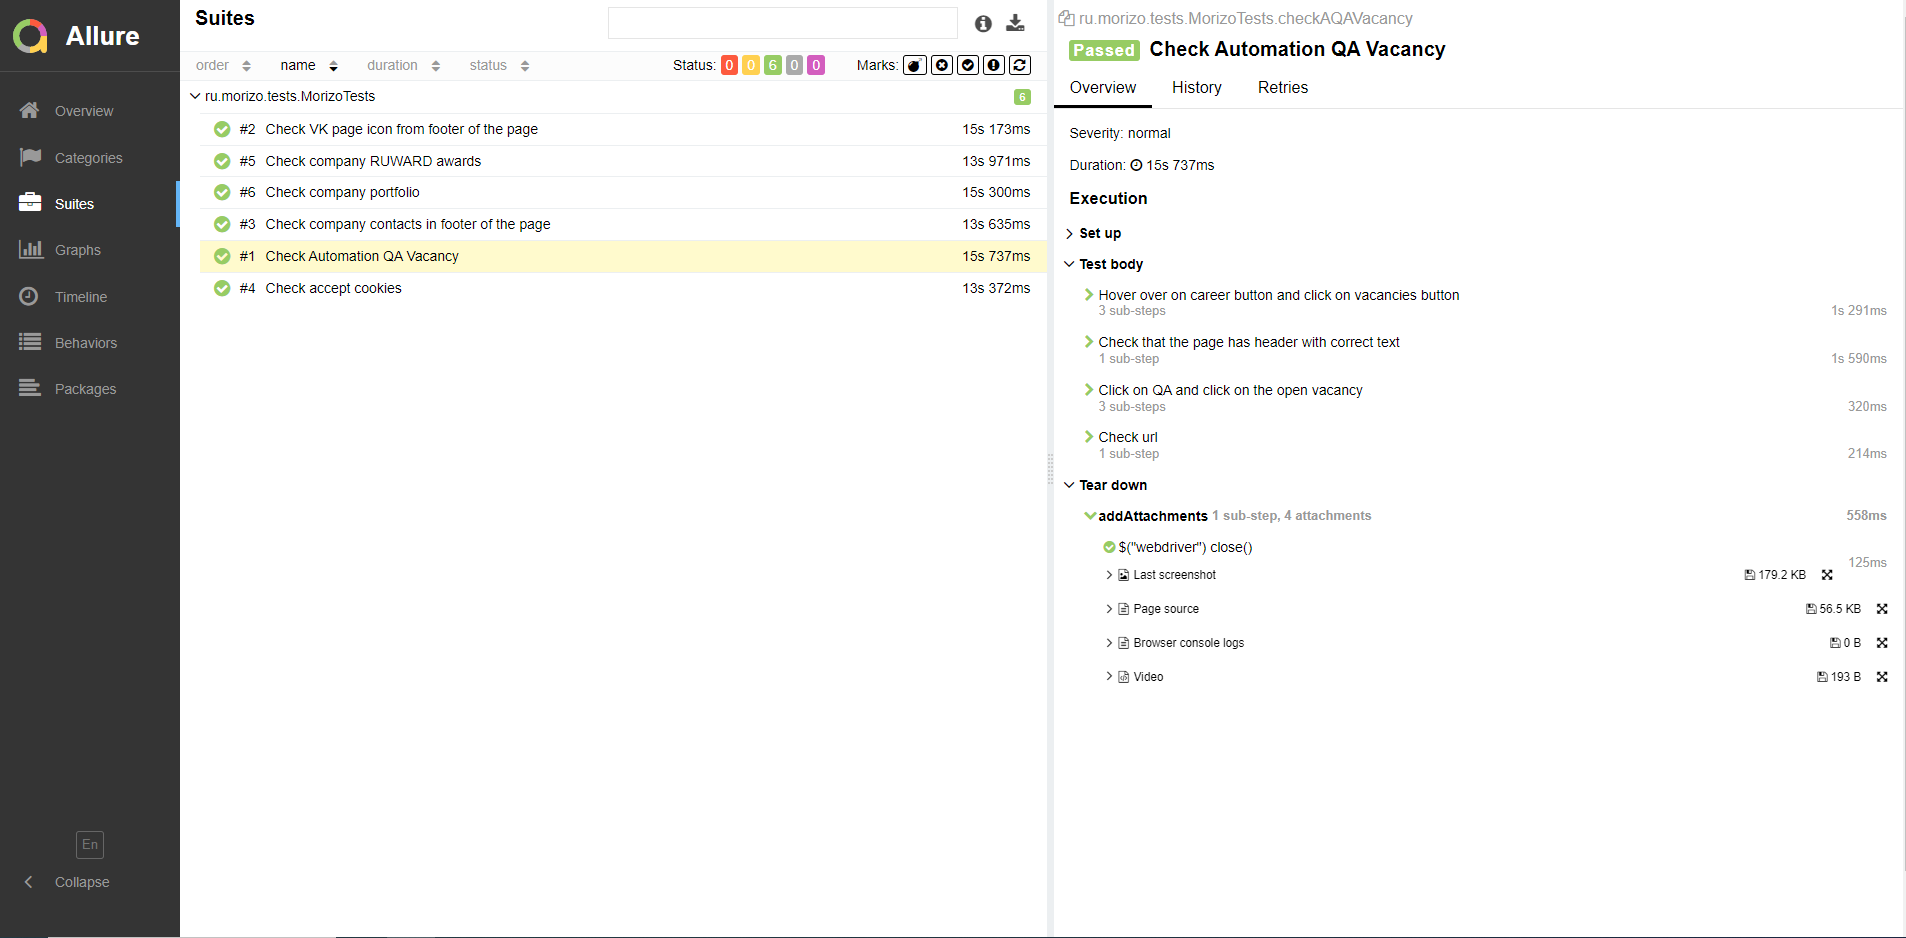 Allure
Overview
Categories
Suites
Graphs
Timeline
Behaviors
Packages
En
Collapse
Suites
order name duration status Status: 0 0 6 0 0 Marks:
ru.morizo.tests.MorizoTests 6
#2 Check VK page icon from footer of the page 15s 173ms
#5 Check company RUWARD awards 13s 971ms
#6 Check company portfolio 15s 300ms
#3 Check company contacts in footer of the page 13s 635ms
#1 Check Automation QA Vacancy 15s 737ms
#4 Check accept cookies 13s 372ms
ru.morizo.tests.MorizoTests.checkAQAVacancy
Passed Check Automation QA Vacancy
Overview History Retries
Severity: normal
Duration: 15s 737ms
Execution
Set up
Test body
Hover over on career button and click on vacancies button
3 sub-steps 1s 291ms
Check that the page has header with correct text
1 sub-step 1s 590ms
Click on QA and click on the open vacancy
3 sub-steps 320ms
Check url
1 sub-step 214ms
Tear down
addAttachments 1 sub-step, 4 attachments 558ms
$("webdriver") close()
125ms
Last screenshot 179.2 KB
Page source 56.5 KB
Browser console logs 0 B
Video 193 B